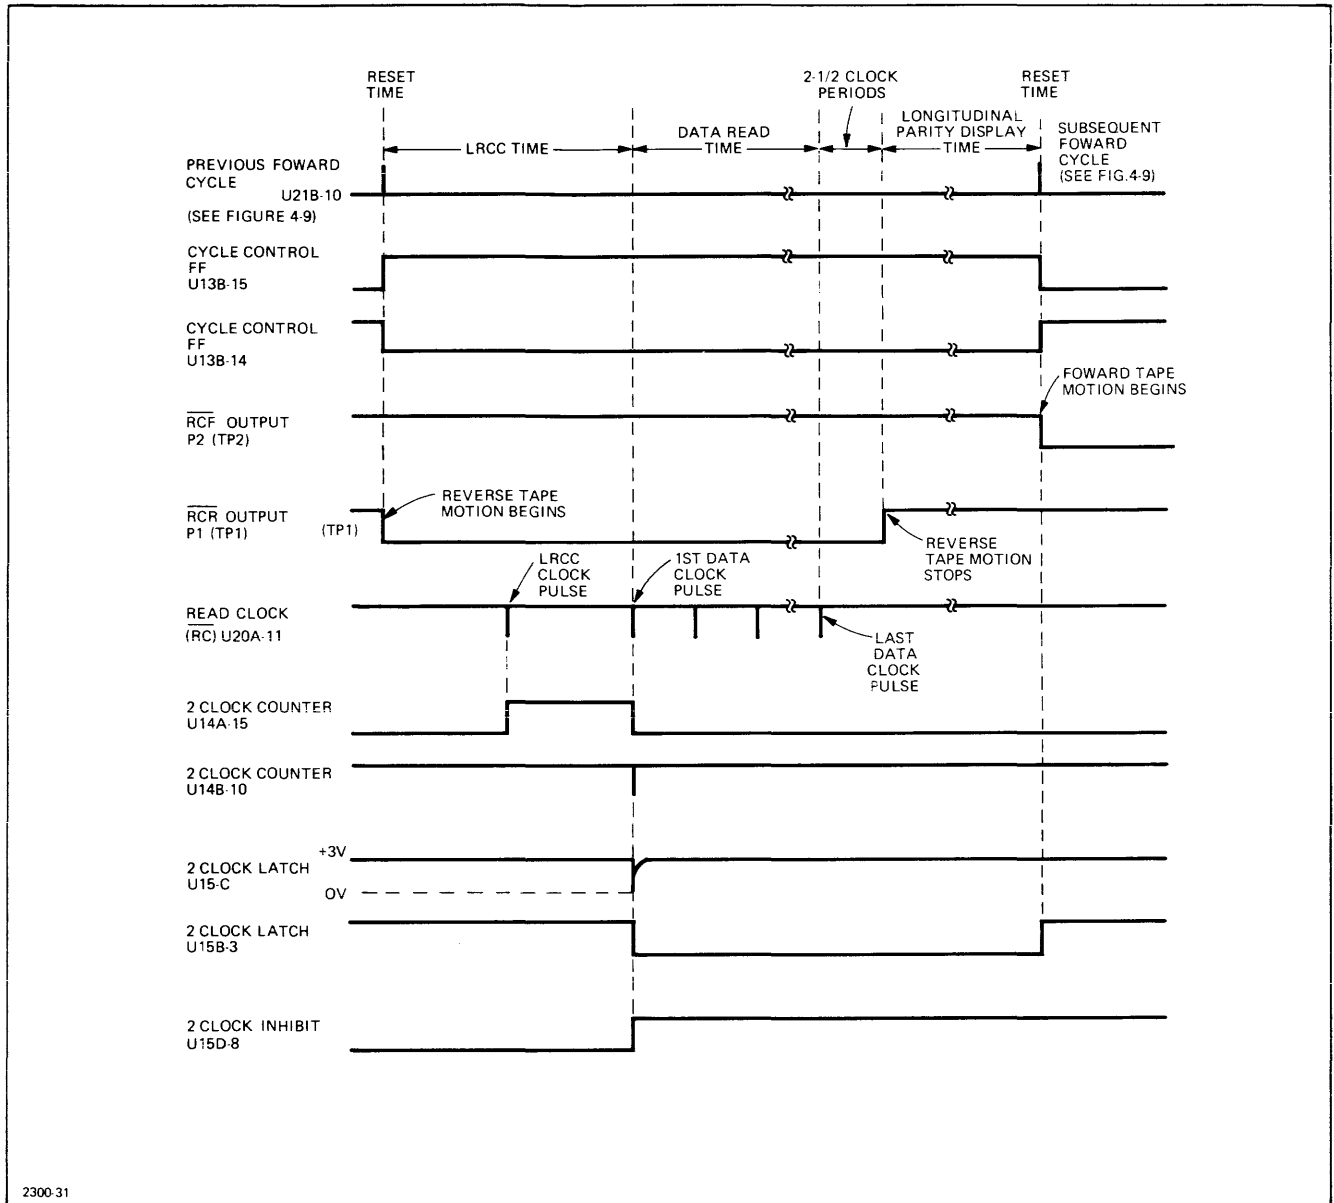 RESET
TIME
2-1/2 CLOCK
PERIODS
RESET
TIME
LRCC TIME
DATA READ
TIME
LONGITUDINAL
PARITY DISPLAY
TIME
SUBSEQUENT
FOWARD
CYCLE
(SEE FIG.4-9)
PREVIOUS FOWARD
CYCLE
U21B-10
(SEE FIGURE 4-9)
CYCLE CONTROL
FF
U13B-15
CYCLE CONTROL
FF
U13B-14
FOWARD TAPE
MOTION BEGINS
RCF OUTPUT
P2 (TP2)
REVERSE TAPE
MOTION BEGINS
RCR OUTPUT
P1 (TP1)
(TP1)
REVERSE
TAPE MOTION
STOPS
LRCC
CLOCK
PULSE
1ST DATA
CLOCK
PULSE
READ CLOCK
(RC) U20A-11
LAST
DATA
CLOCK
PULSE
2 CLOCK COUNTER
U14A-15
2 CLOCK COUNTER
U14B-10
+3V
2 CLOCK LATCH
U15-C
0V
2 CLOCK LATCH
U15B-3
2 CLOCK INHIBIT
U15D-8
2300-31